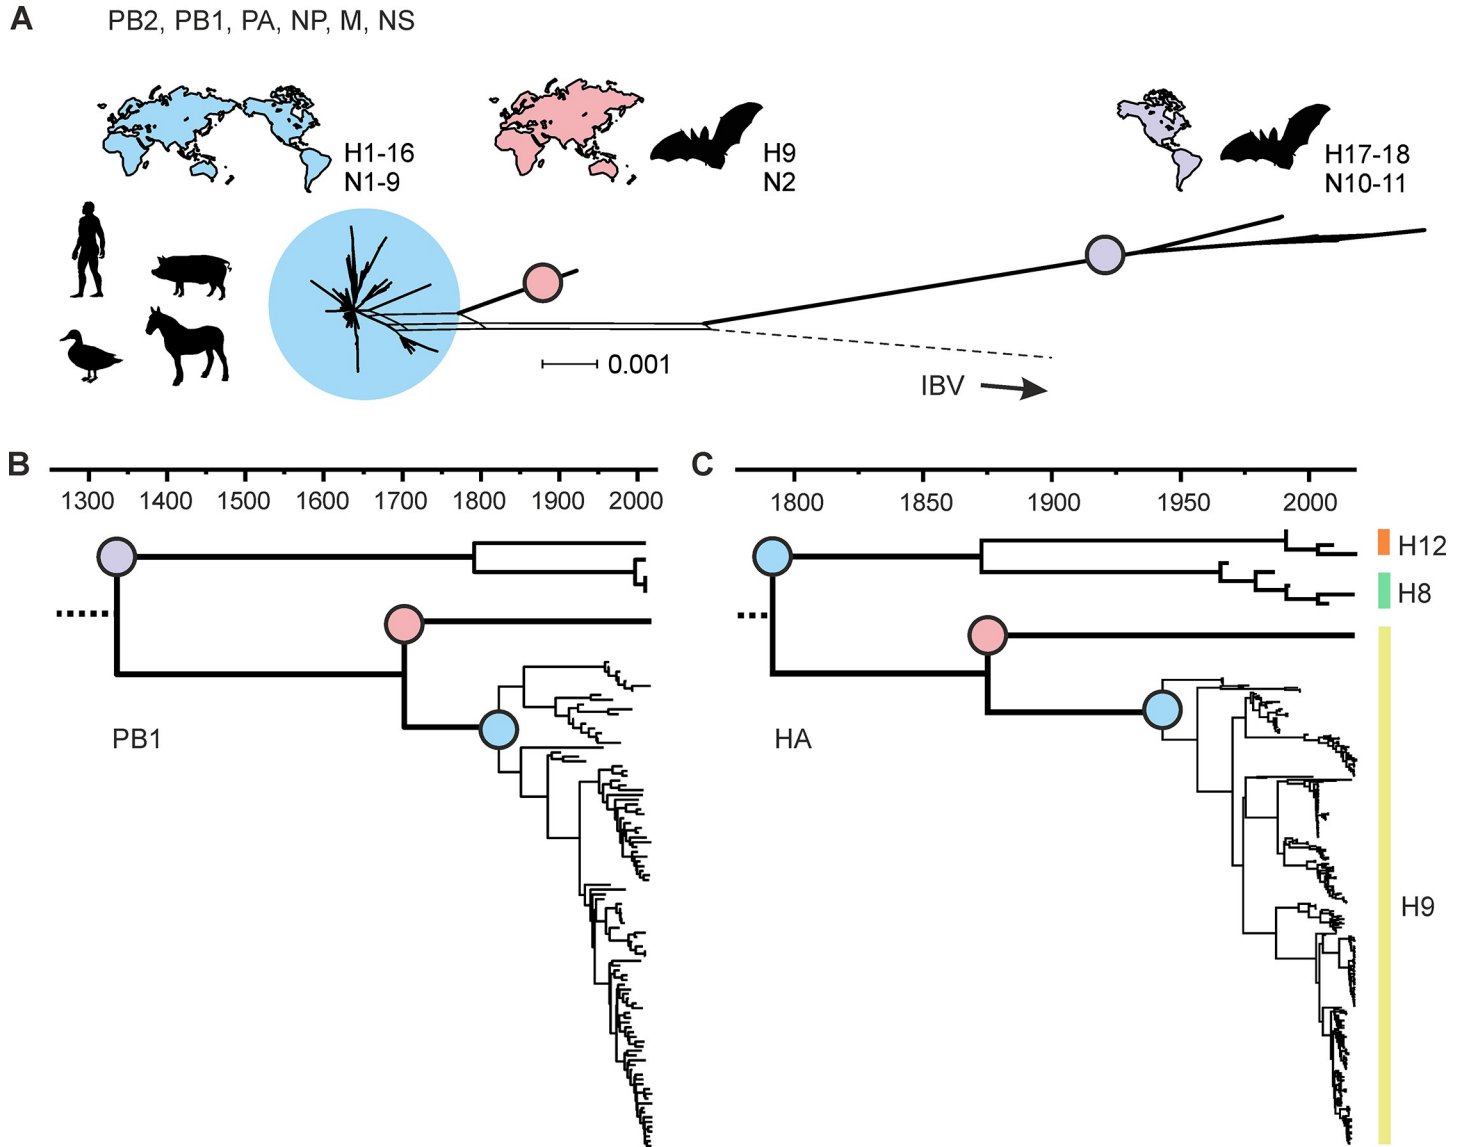 A
PB2, PB1, PA, NP, M, NS
H1-16
N1-9
H9
N2
H17-18
N10-11
0.001
IBV
B
1300 1400 1500 1600 1700 1800 1900 2000
PB1
C
1800 1850 1900 1950 2000
H12
H8
HA
H9